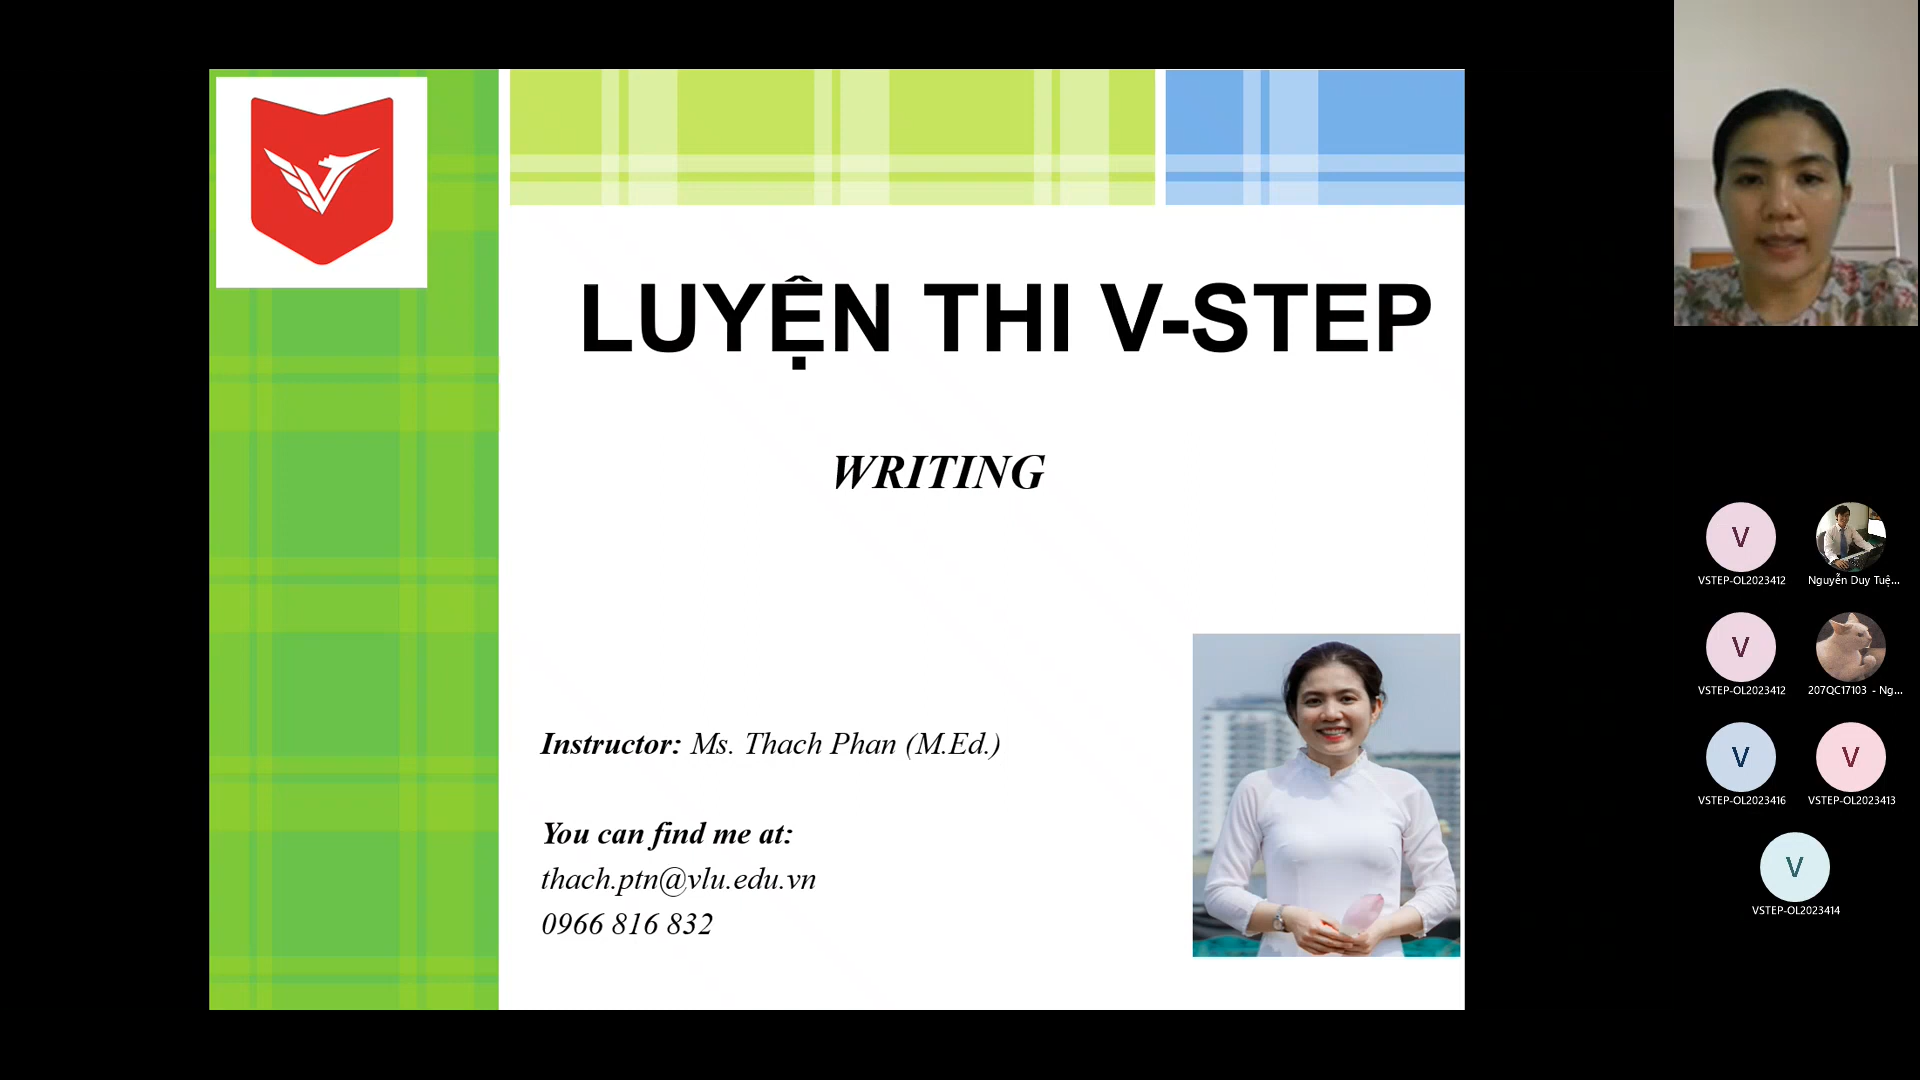 LUYỆN THI V-STEP
WRITING
Instructor: Ms. Thach Phan (M.Ed.)
You can find me at:
thach.ptn@vlu.edu.vn
0966 816 832
V
VSTEP-OL2023412
Nguyễn Duy Tuệ...
V
VSTEP-OL2023412
207QC17103 - Ng...
V
VSTEP-OL2023416
V
VSTEP-OL2023413
V
VSTEP-OL2023414